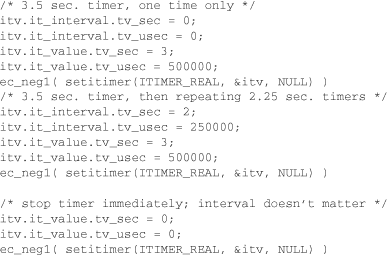 /* 3.5 sec. timer, one time only */
itv.it_interval.tv_sec = 0;
itv.it_interval.tv_usec = 0;
itv.it_value.tv_sec = 3;
itv.it_value.tv_usec = 500000;
ec_neg1( setitimer(ITIMER_REAL, &itv, NULL) )
/* 3.5 sec. timer, then repeating 2.25 sec. timers */
itv.it_interval.tv_sec = 2;
itv.it_interval.tv_usec = 250000;
itv.it_value.tv_sec = 3;
itv.it_value.tv_usec = 500000;
ec_neg1( setitimer(ITIMER_REAL, &itv, NULL) )

/* stop timer immediately; interval doesn't matter */
itv.it_value.tv_sec = 0;
itv.it_value.tv_usec = 0;
ec_neg1( setitimer(ITIMER_REAL, &itv, NULL) )